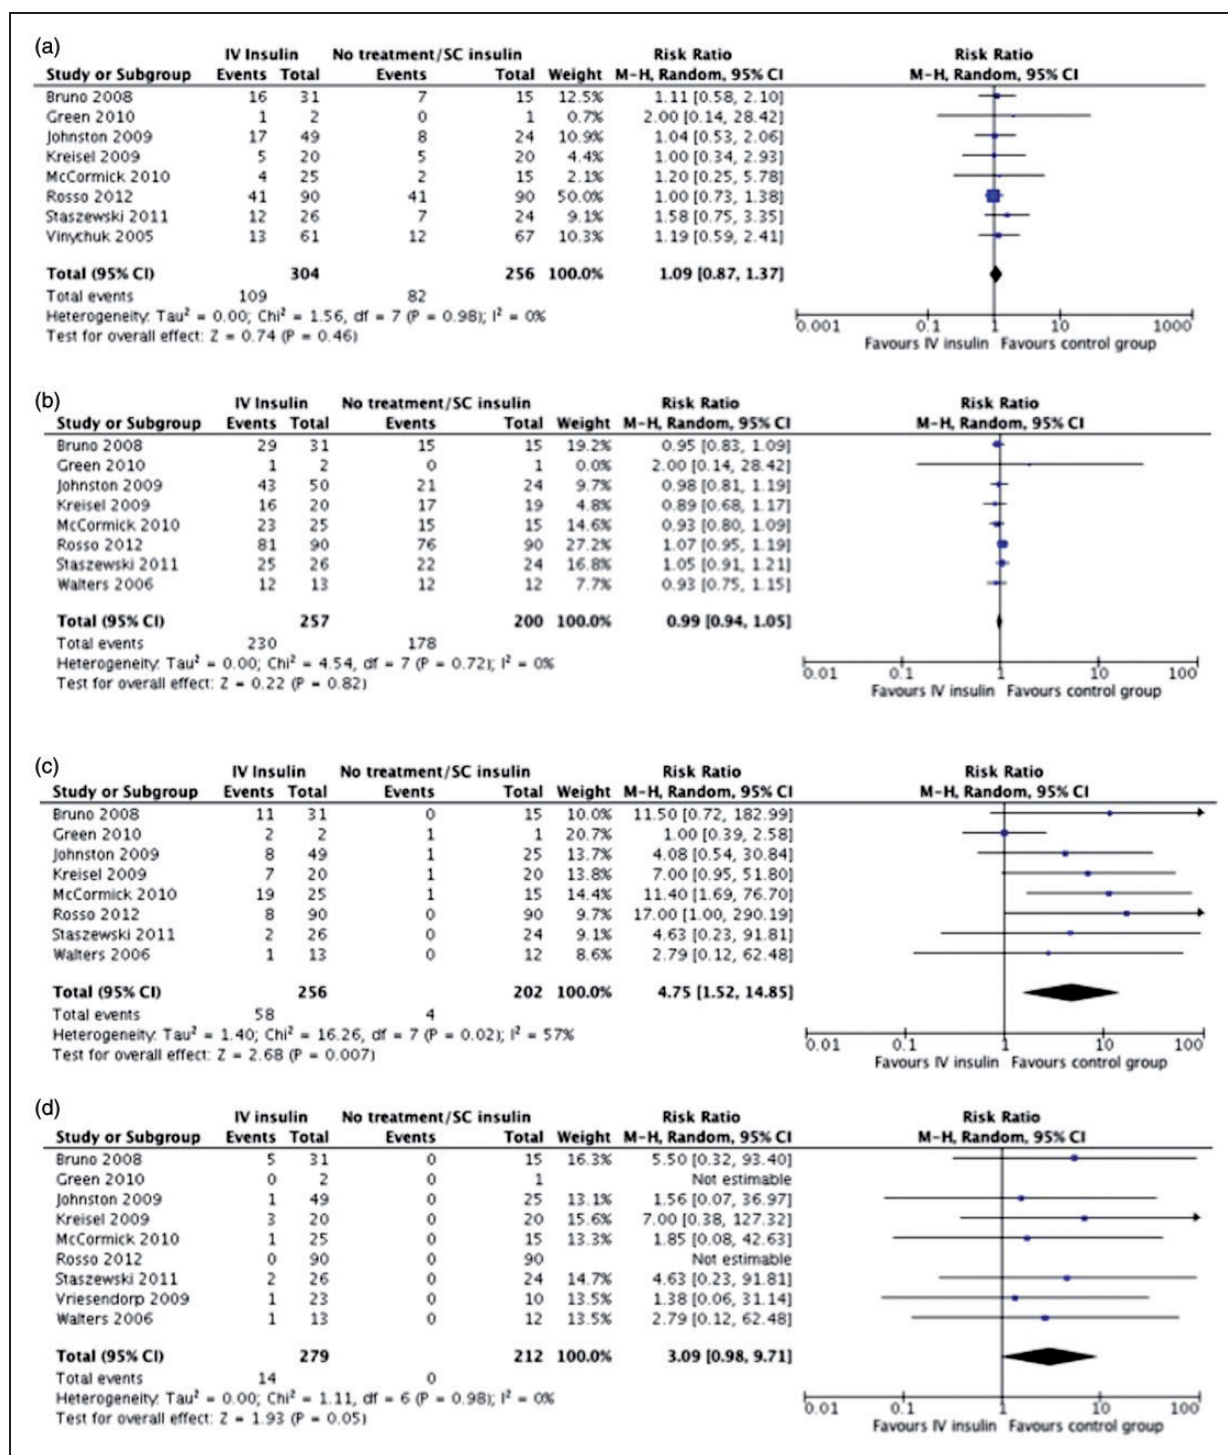 (a)
IV Insulin No treatment/SC insulin Risk Ratio Risk Ratio
Study or Subgroup Events Total Events Total Weight M-H, Random, 95% CI M-H, Random, 95% CI
Bruno 2008 16 31 7 15 12.5% 1.11 [0.58, 2.10]
Green 2010 1 2 0 1 0.7% 2.00 [0.14, 28.42]
Johnston 2009 17 49 8 24 10.9% 1.04 [0.53, 2.06]
Kreisel 2009 5 20 5 20 4.4% 1.00 [0.34, 2.93]
McCormick 2010 4 25 2 15 2.1% 1.20 [0.25, 5.78]
Rosso 2012 41 90 41 90 50.0% 1.00 [0.73, 1.38]
Staszewski 2011 12 26 7 24 9.1% 1.58 [0.75, 3.35]
Vinychuk 2005 13 61 12 67 10.3% 1.19 [0.59, 2.41]
Total (95% CI) 304 256 100.0% 1.09 [0.87, 1.37]
Total events 109 82
Heterogeneity: Tau² = 0.00; Chi² = 1.56, df = 7 (P = 0.98); I² = 0%
Test for overall effect: Z = 0.74 (P = 0.46)
0.001 0.1 1 10 1000
Favours IV insulin Favours control group
(b)
IV Insulin No treatment/SC insulin Risk Ratio Risk Ratio
Study or Subgroup Events Total Events Total Weight M-H, Random, 95% CI M-H, Random, 95% CI
Bruno 2008 29 31 15 15 19.2% 0.95 [0.83, 1.09]
Green 2010 1 2 0 1 0.0% 2.00 [0.14, 28.42]
Johnston 2009 43 50 21 24 9.7% 0.98 [0.81, 1.19]
Kreisel 2009 16 20 17 19 4.8% 0.89 [0.68, 1.17]
McCormick 2010 23 25 15 15 14.6% 0.93 [0.80, 1.09]
Rosso 2012 81 90 76 90 27.2% 1.07 [0.95, 1.19]
Staszewski 2011 25 26 22 24 16.8% 1.05 [0.91, 1.21]
Walters 2006 12 13 12 12 7.7% 0.93 [0.75, 1.15]
Total (95% CI) 257 200 100.0% 0.99 [0.94, 1.05]
Total events 230 178
Heterogeneity: Tau² = 0.00; Chi² = 4.54, df = 7 (P = 0.72); I² = 0%
Test for overall effect: Z = 0.22 (P = 0.82)
0.01 0.1 1 10 100
Favours IV insulin Favours control group
(c)
IV Insulin No treatment/SC insulin Risk Ratio Risk Ratio
Study or Subgroup Events Total Events Total Weight M-H, Random, 95% CI M-H, Random, 95% CI
Bruno 2008 11 31 0 15 10.0% 11.50 [0.72, 182.99]
Green 2010 2 2 1 1 20.7% 1.00 [0.39, 2.58]
Johnston 2009 8 49 1 25 13.7% 4.08 [0.54, 30.84]
Kreisel 2009 7 20 1 20 13.8% 7.00 [0.95, 51.80]
McCormick 2010 19 25 1 15 14.4% 11.40 [1.69, 76.70]
Rosso 2012 8 90 0 90 9.7% 17.00 [1.00, 290.19]
Staszewski 2011 2 26 0 24 9.1% 4.63 [0.23, 91.81]
Walters 2006 1 13 0 12 8.6% 2.79 [0.12, 62.48]
Total (95% CI) 256 202 100.0% 4.75 [1.52, 14.85]
Total events 58 4
Heterogeneity: Tau² = 1.40; Chi² = 16.26, df = 7 (P = 0.02); I² = 57%
Test for overall effect: Z = 2.68 (P = 0.007)
0.01 0.1 1 10 100
Favours IV insulin Favours control group
(d)
IV insulin No treatment/SC insulin Risk Ratio Risk Ratio
Study or Subgroup Events Total Events Total Weight M-H, Random, 95% CI M-H, Random, 95% CI
Bruno 2008 5 31 0 15 16.3% 5.50 [0.32, 93.40]
Green 2010 0 2 0 1 Not estimable
Johnston 2009 1 49 0 25 13.1% 1.56 [0.07, 36.97]
Kreisel 2009 3 20 0 20 15.6% 7.00 [0.38, 127.32]
McCormick 2010 1 25 0 15 13.3% 1.85 [0.08, 42.63]
Rosso 2012 0 90 0 90 Not estimable
Staszewski 2011 2 26 0 24 14.7% 4.63 [0.23, 91.81]
Vriesendorp 2009 1 23 0 10 13.5% 1.38 [0.06, 31.14]
Walters 2006 1 13 0 12 13.5% 2.79 [0.12, 62.48]
Total (95% CI) 279 212 100.0% 3.09 [0.98, 9.71]
Total events 14 0
Heterogeneity: Tau² = 0.00; Chi² = 1.11, df = 6 (P = 0.98); I² = 0%
Test for overall effect: Z = 1.93 (P = 0.05)
0.01 0.1 1 10 100
Favours IV insulin Favours control group